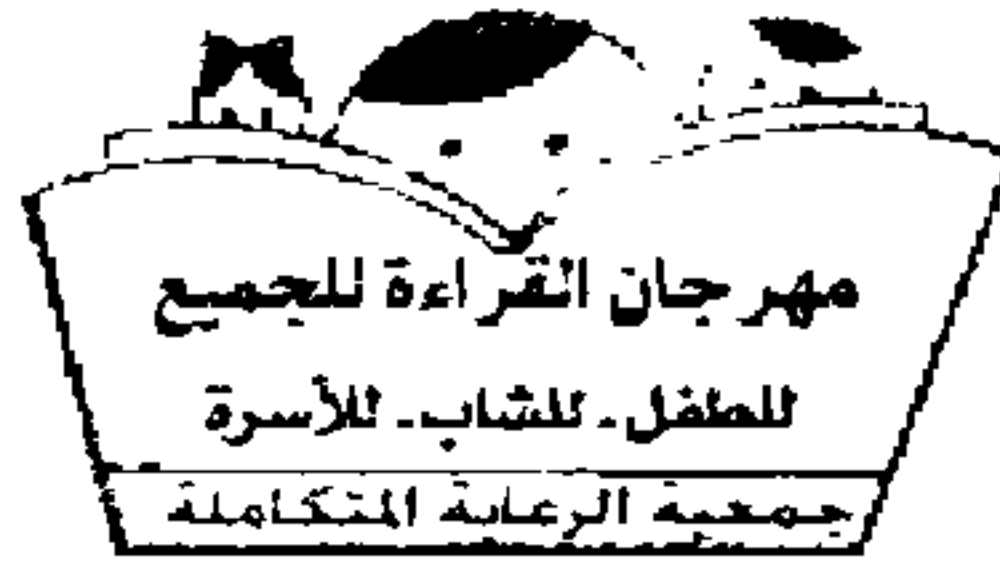 مهرجان القراءة للجميع
للطفل - للشاب - للأسرة
جمعية الرعاية المتكاملة